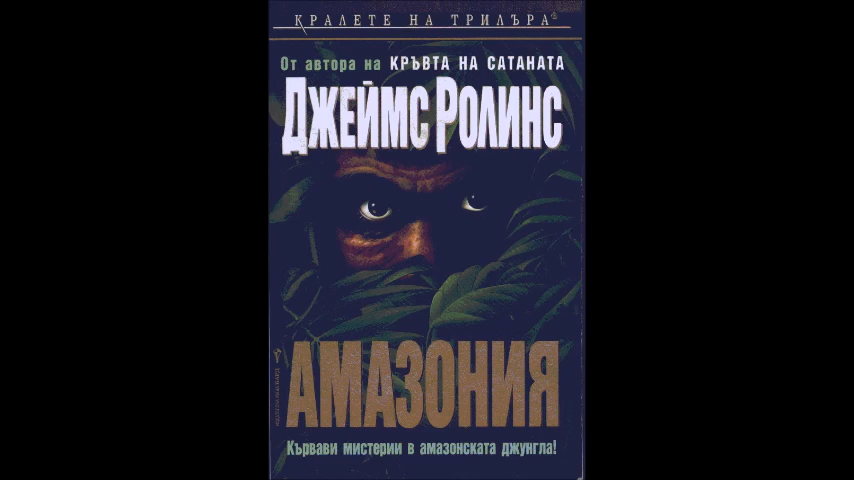 КРАЛЕТЕ НА ТРИЛЪРА
От автора на КРЪВТА НА САТАНАТА
ДЖЕЙМС РОЛИНС
АМАЗОНИЯ
Кървави мистерии в амазонската джунгла!